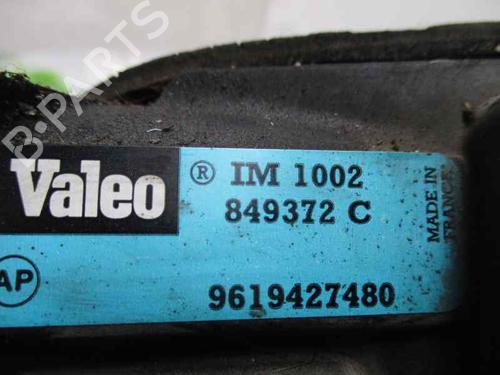 B-PARTS
Valeo ® IM 1002
849372 C
MADE IN
FRANCE
AP
9619427480